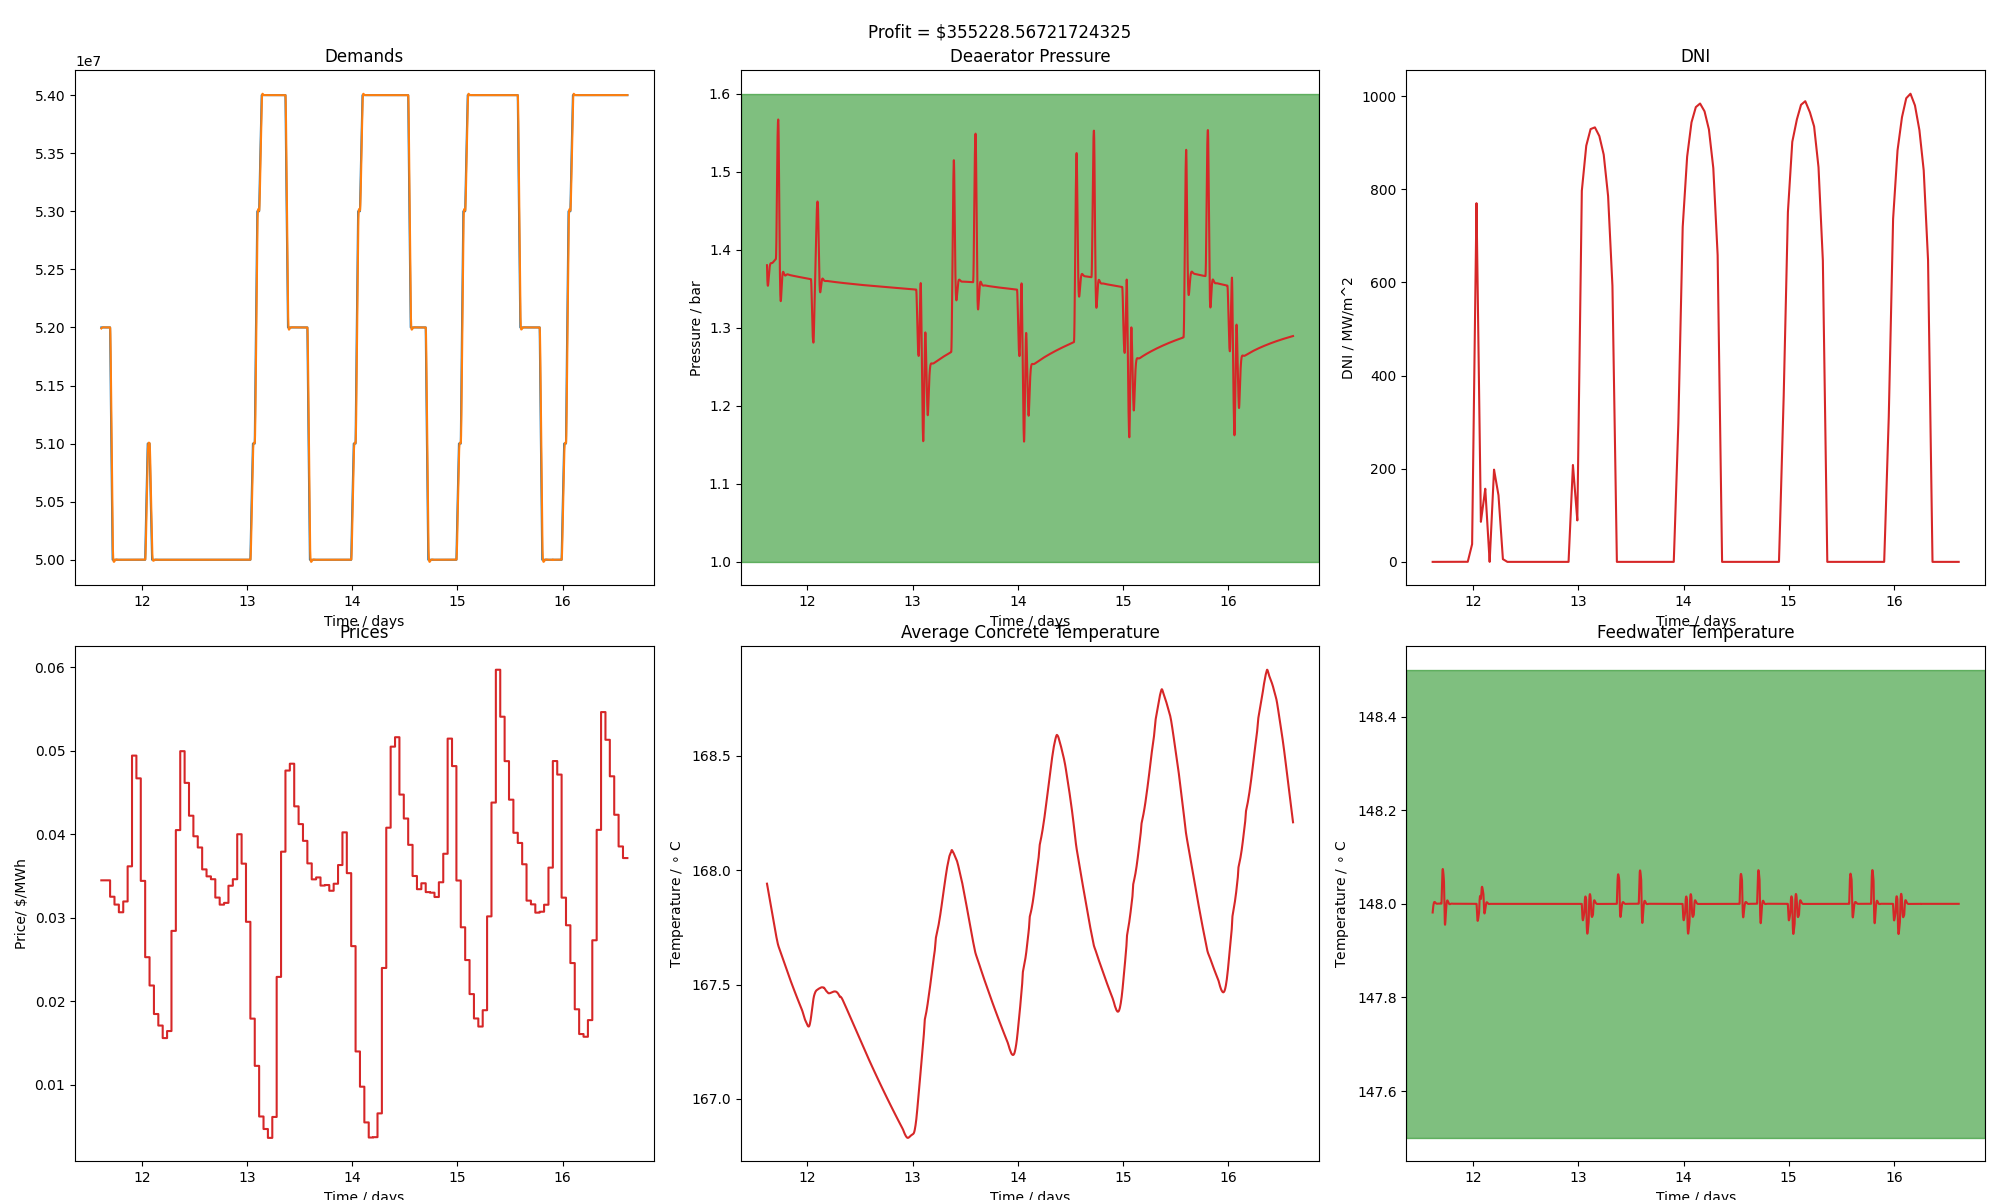 Profit = $355228.56721724325
Demands
1e7
5.40
5.35
5.30
5.25
5.20
5.15
5.10
5.05
5.00
12 13 14 15 16
Time / days
Deaerator Pressure
Pressure / bar
1.6
1.5
1.4
1.3
1.2
1.1
1.0
12 13 14 15 16
Time / days
DNI
DNI / MW/m^2
1000
800
600
400
200
0
12 13 14 15 16
Time / days
Prices
Price/ $/MWh
0.06
0.05
0.04
0.03
0.02
0.01
12 13 14 15 16
Time / days
Average Concrete Temperature
Temperature / ∘ C
168.5
168.0
167.5
167.0
12 13 14 15 16
Time / days
Feedwater Temperature
Temperature / ∘ C
148.4
148.2
148.0
147.8
147.6
12 13 14 15 16
Time / days